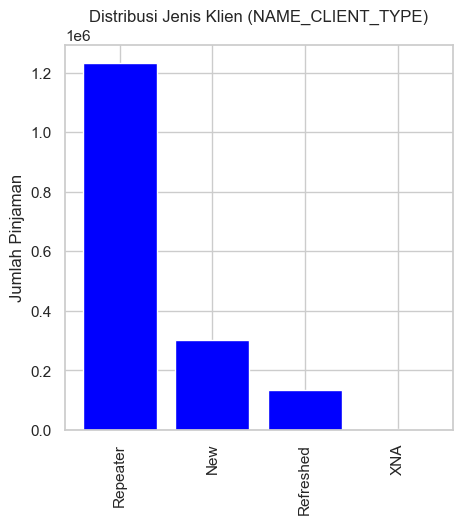 Distribusi Jenis Klien (NAME_CLIENT_TYPE)
1e6
1.2
1.0
0.8
0.6
0.4
0.2
0.0
Jumlah Pinjaman
Repeater
New
Refreshed
XNA